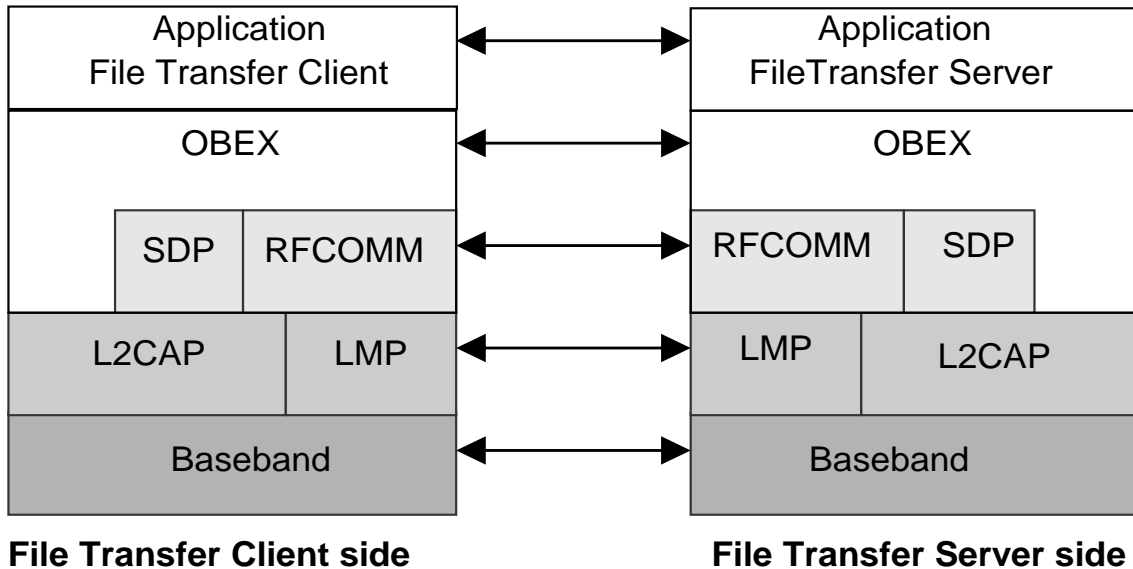 Application
File Transfer Client
OBEX
SDP
RFCOMM
L2CAP
LMP
Baseband
File Transfer Client side
Application
FileTransfer Server
OBEX
RFCOMM
SDP
LMP
L2CAP
Baseband
File Transfer Server side